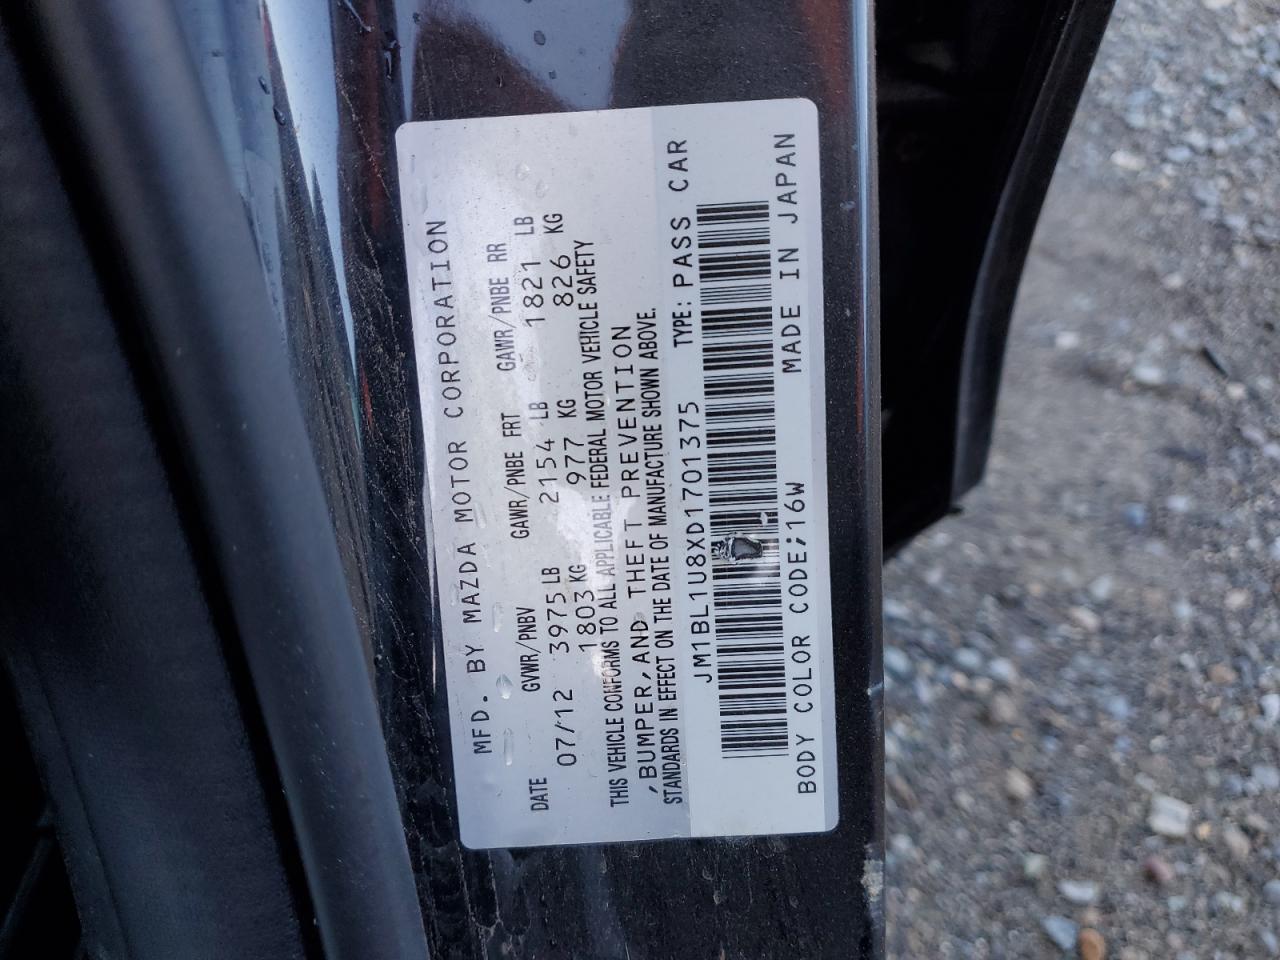 MFD. BY MAZDA MOTOR CORPORATION
DATE GVWR/PNBV GAWR/PNBE FRT GAWR/PNBE RR
07/12 3975 LB 2154 LB 1821 LB
1803 KG 977 KG 826 KG
THIS VEHICLE CONFORMS TO ALL APPLICABLE FEDERAL MOTOR VEHICLE SAFETY
,BUMPER,AND THEFT PREVENTION
STANDARDS IN EFFECT ON THE DATE OF MANUFACTURE SHOWN ABOVE.
TYPE: PASS CAR
JM1BL1U8XD1701375
BODY COLOR CODE;16W MADE IN JAPAN